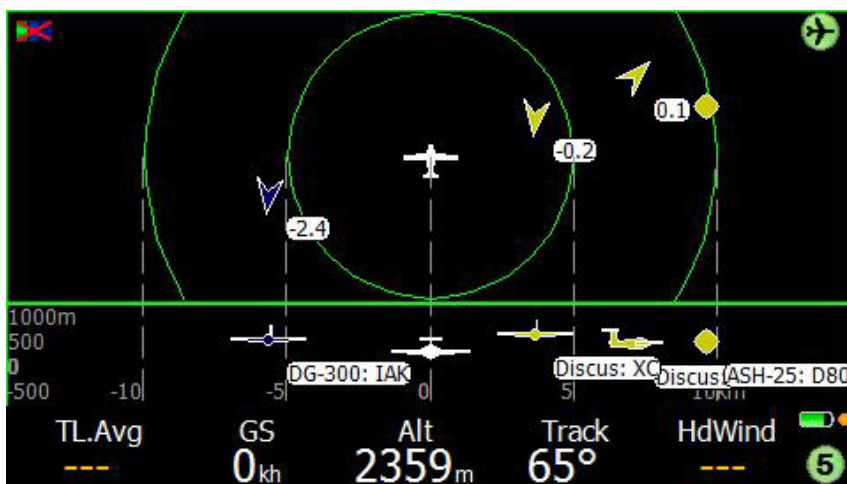 0.1
-0.2
-2.4
1000m
500
0
-500
DG-300: IAK
Discus: XC
Discus
ASH-25: D80
-10
-5
0
5
10km
TL.Avg GS Alt Track HdWind
--- 0kh 2359m 65° ---
5